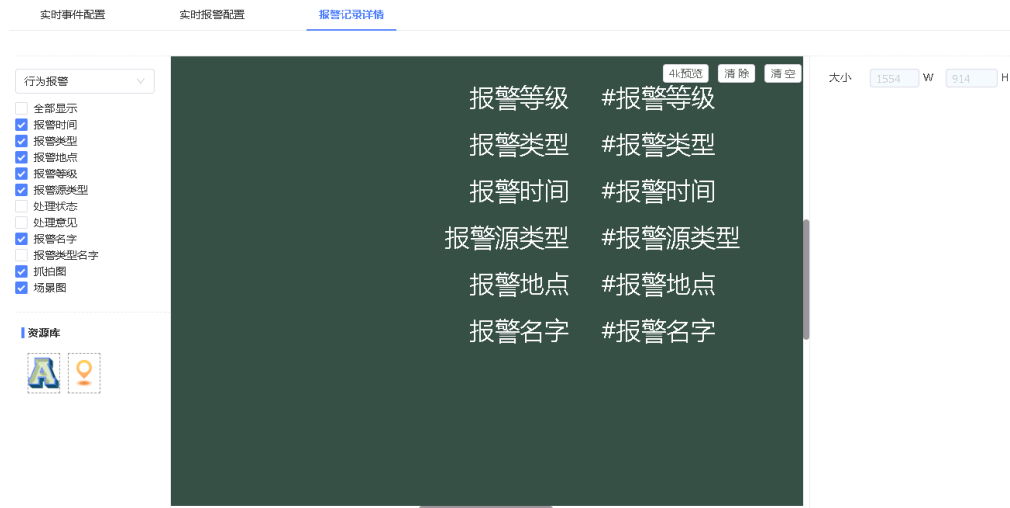 实时事件配置 实时报警配置 报警记录详情
行为报警
全部显示
报警时间
报警类型
报警地点
报警等级
报警源类型
处理状态
处理意见
报警名字
报警类型名字
抓拍图
场景图
资源库
A
4k预览 清除 清空
报警等级 #报警等级
报警类型 #报警类型
报警时间 #报警时间
报警源类型 #报警源类型
报警地点 #报警地点
报警名字 #报警名字
大小 1554 W 914 H